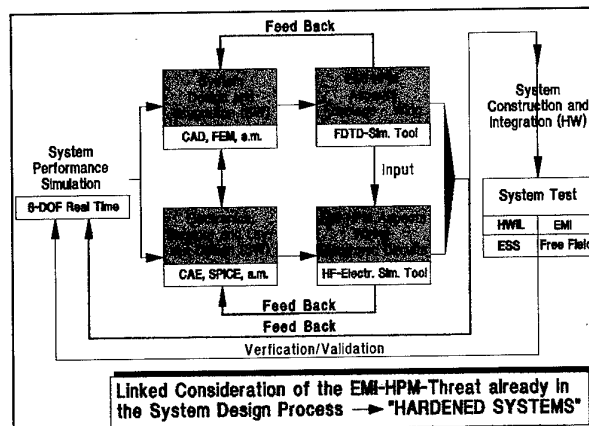 Feed Back
System
Construction and
Integration (HW)
CAD, FEM, a.m.
FDTD-Sim. Tool
System
Performance
Simulation
Input
6-DOF Real Time
System Test
HWIL EMI
ESS Free Field
CAE, SPICE, a.m.
HF-Electr. Sim. Tool
Feed Back
Feed Back
Verfication/Validation
Linked Consideration of the EMI-HPM-Threat already in
the System Design Process → "HARDENED SYSTEMS"